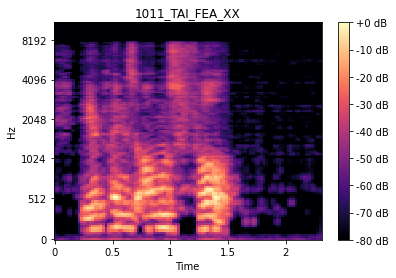 1011_TAI_FEA_XX
8192
4096
2048
1024
512
0
Hz
0
0.5
1
1.5
2
Time
+0 dB
-10 dB
-20 dB
-30 dB
-40 dB
-50 dB
-60 dB
-70 dB
-80 dB